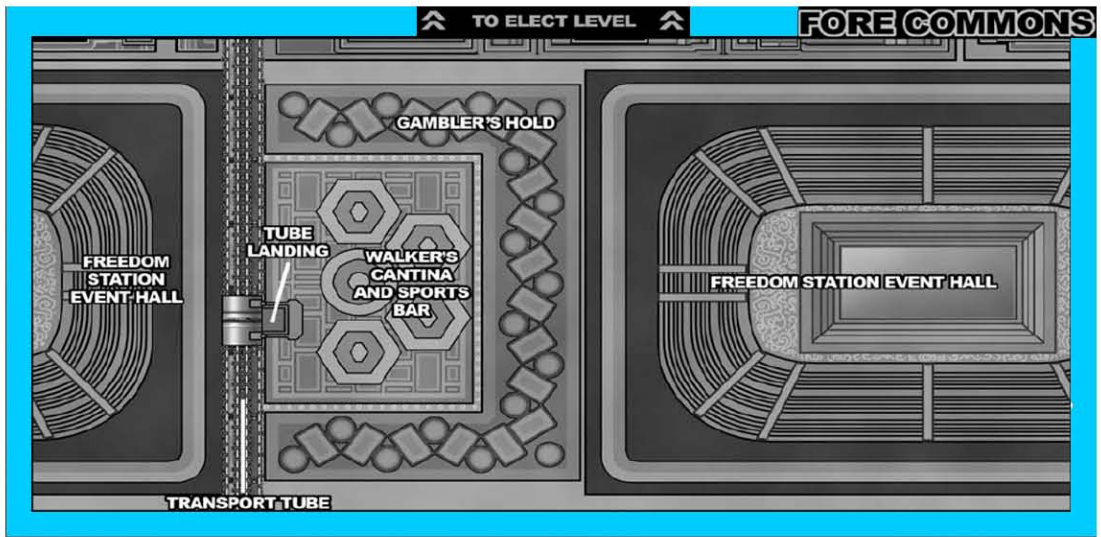 TO ELECT LEVEL
FORE COMMONS
GAMBLER'S HOLD
TUBE
LANDING
WALKER'S
CANTINA
AND SPORTS
BAR
FREEDOM
STATION
EVENT HALL
FREEDOM STATION EVENT HALL
TRANSPORT TUBE